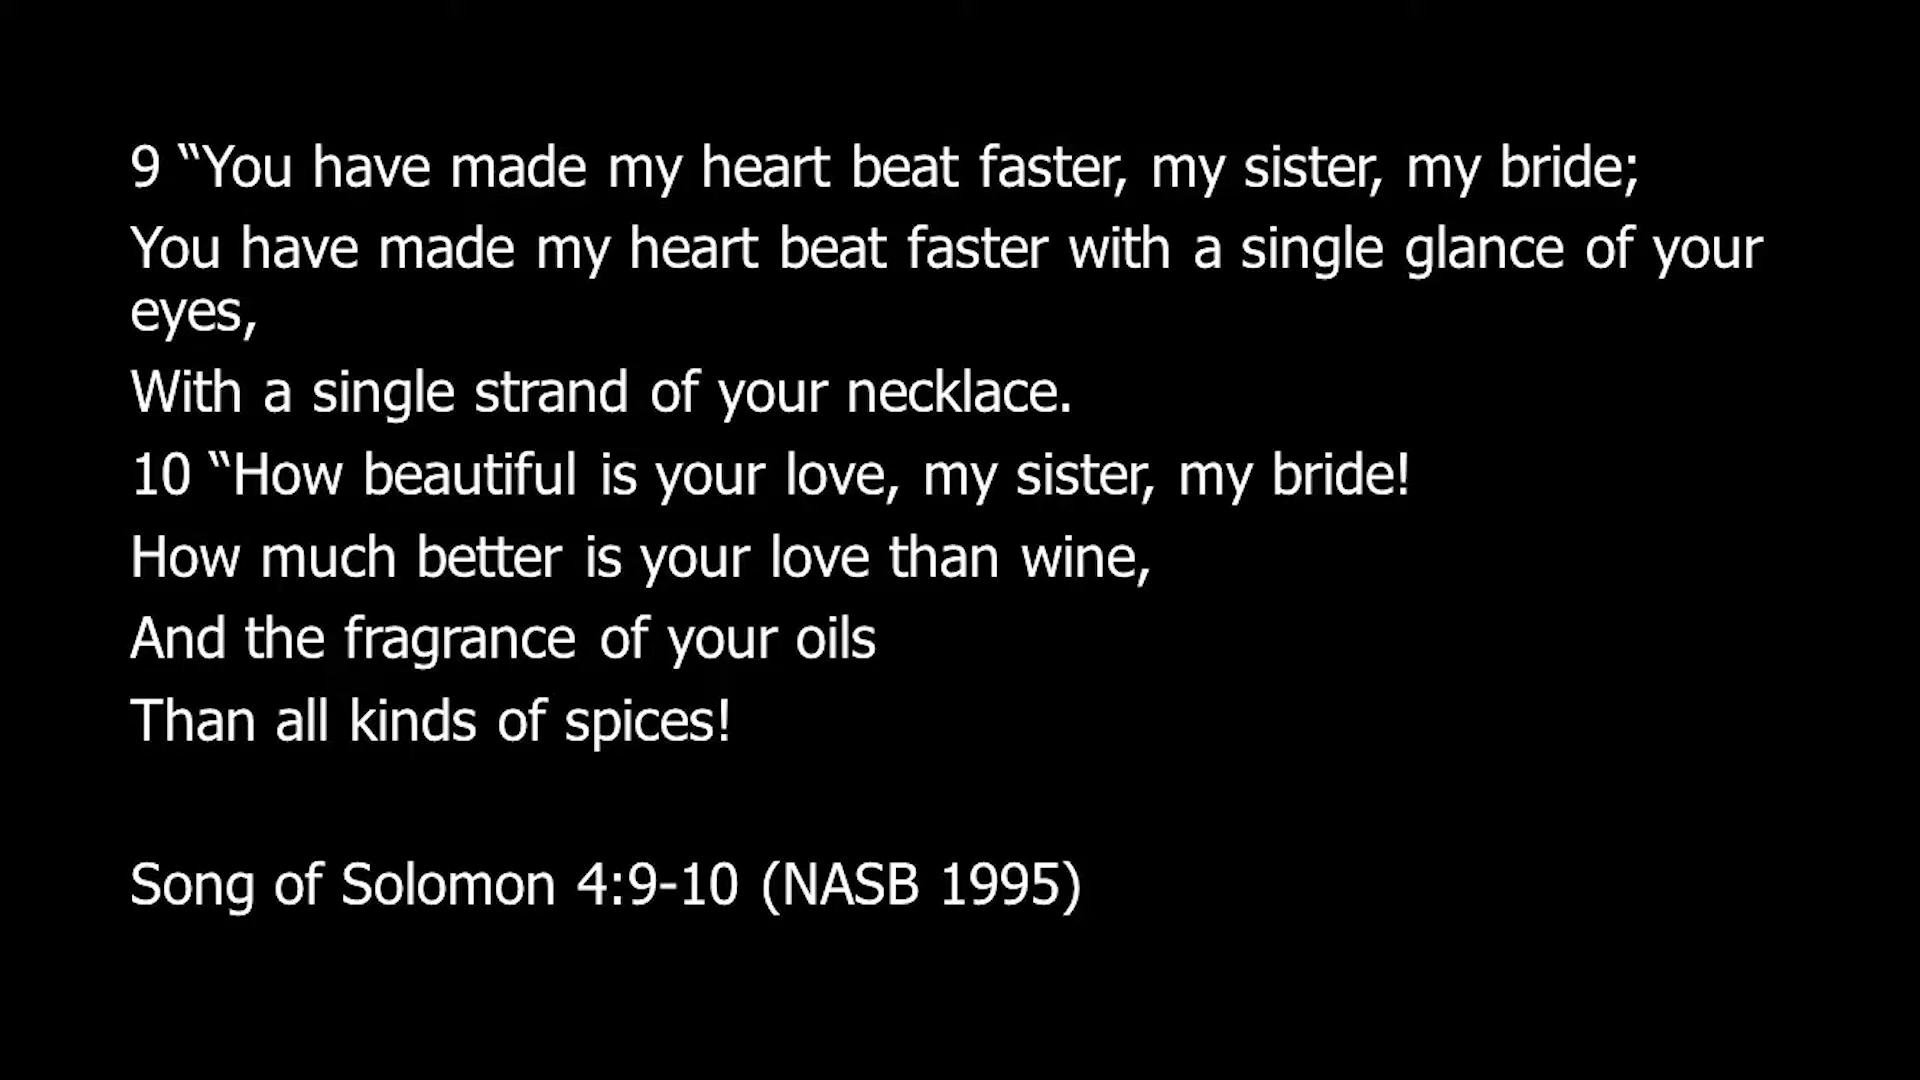 9 “You have made my heart beat faster, my sister, my bride;
You have made my heart beat faster with a single glance of your
eyes,
With a single strand of your necklace.
10 “How beautiful is your love, my sister, my bride!
How much better is your love than wine,
And the fragrance of your oils
Than all kinds of spices!
Song of Solomon 4:9-10 (NASB 1995)